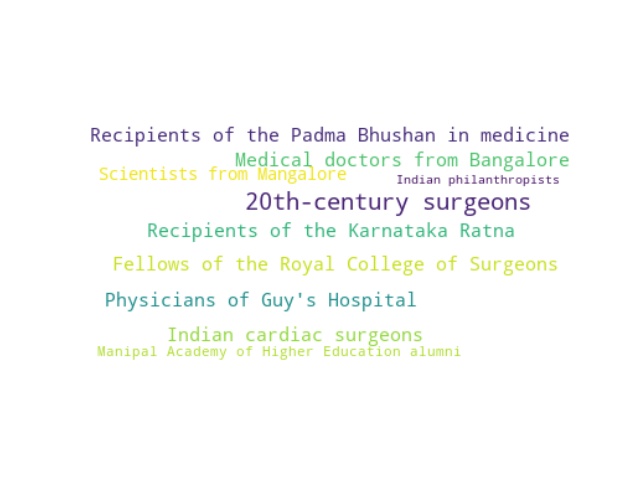 Recipients of the Padma Bhushan in medicine
Medical doctors from Bangalore
Scientists from Mangalore
Indian philanthropists
20th-century surgeons
Recipients of the Karnataka Ratna
Fellows of the Royal College of Surgeons
Physicians of Guy's Hospital
Indian cardiac surgeons
Manipal Academy of Higher Education alumni